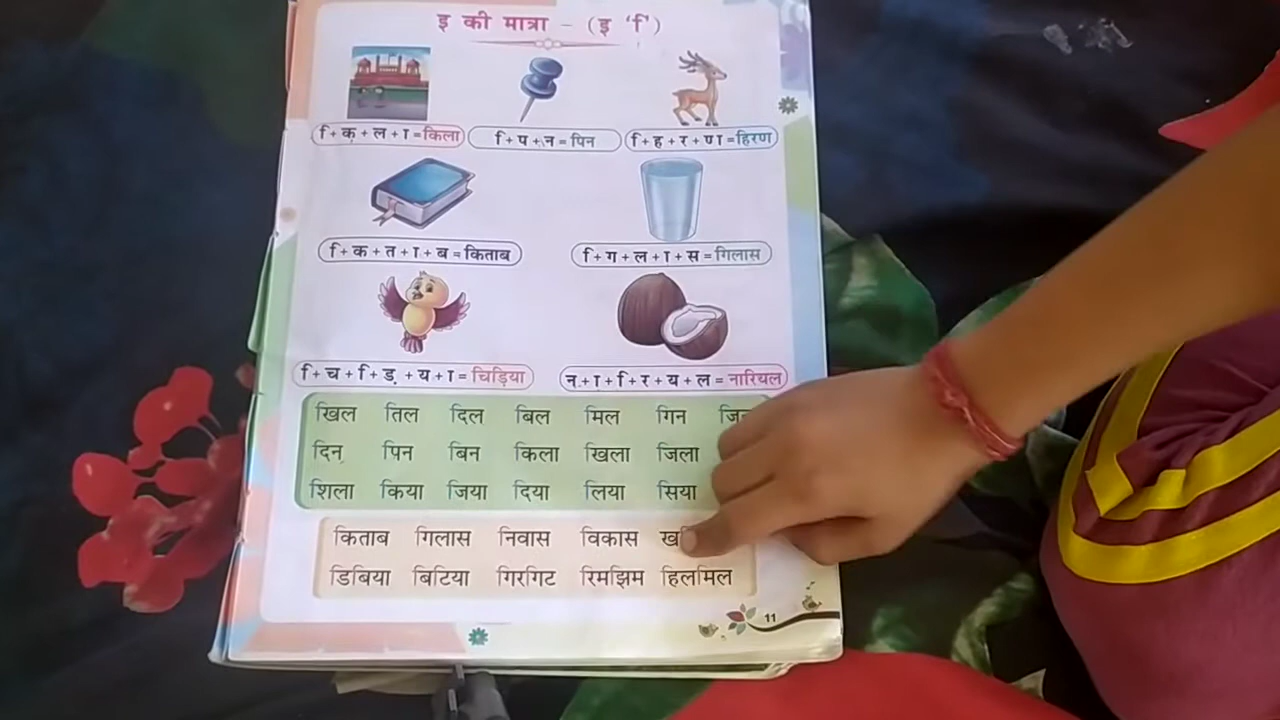 इ की मात्रा – (इ 'ि')
ि+क+ल+ा=किला ि+प+न=पिन ि+ह+र+ण=हिरण
ि+क+त+ा+ब=किताब ि+ग+ल+ा+स=गिलास
ि+च+ि+ड़+य+ा=चिड़िया न+ा+ि+र+य+ल=नारियल
खिल तिल दिल बिल मिल गिन
दिन पिन बिन किला खिला जिला
शिला किया जिया दिया लिया सिया
किताब गिलास निवास विकास
डिबिया बिटिया गिरगिट रिमझिम हिलमिल
11